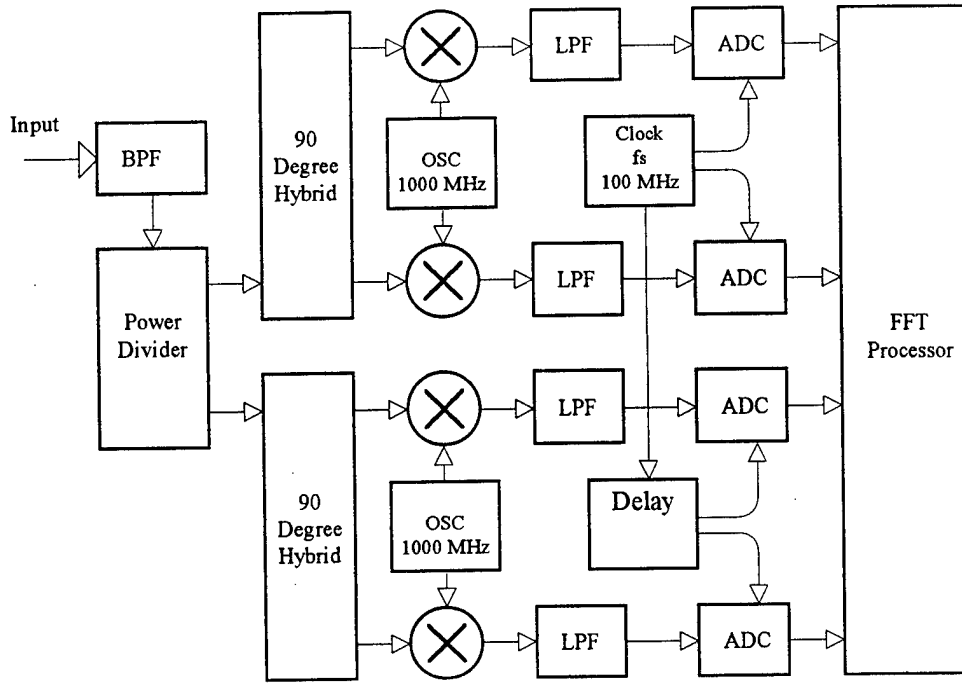 Input
BPF
Power
Divider
90
Degree
Hybrid
OSC
1000 MHz
LPF
ADC
Clock
fs
100 MHz
LPF
ADC
FFT
Processor
90
Degree
Hybrid
OSC
1000 MHz
LPF
ADC
Delay
LPF
ADC